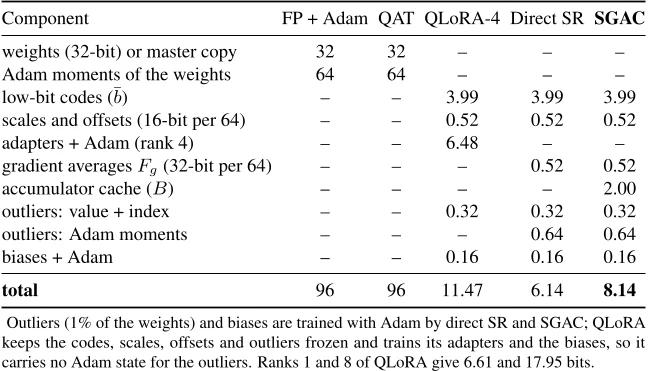 Component FP + Adam QAT QLoRA-4 Direct SR SGAC
weights (32-bit) or master copy 32 32 – – –
Adam moments of the weights 64 64 – – –
low-bit codes (b̄) – – 3.99 3.99 3.99
scales and offsets (16-bit per 64) – – 0.52 0.52 0.52
adapters + Adam (rank 4) – – 6.48 – –
gradient averages F_g (32-bit per 64) – – – 0.52 0.52
accumulator cache (B) – – – – 2.00
outliers: value + index – – 0.32 0.32 0.32
outliers: Adam moments – – – 0.64 0.64
biases + Adam – – 0.16 0.16 0.16
total 96 96 11.47 6.14 8.14
Outliers (1% of the weights) and biases are trained with Adam by direct SR and SGAC; QLoRA
keeps the codes, scales, offsets and outliers frozen and trains its adapters and the biases, so it
carries no Adam state for the outliers. Ranks 1 and 8 of QLoRA give 6.61 and 17.95 bits.